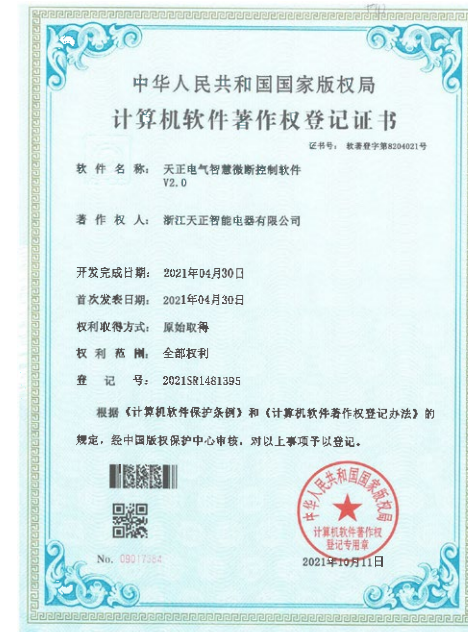 中华人民共和国国家版权局
计算机软件著作权登记证书
证书号： 软著登字第8204021号
软件名称： 天正电气智慧微断控制软件
V2.0
著作权人： 浙江天正智能电器有限公司
开发完成日期： 2021年04月30日
首次发表日期： 2021年04月30日
权利取得方式： 原始取得
权利范围： 全部权利
登记号： 2021SR1481395
根据《计算机软件保护条例》和《计算机软件著作权登记办法》的
规定，经中国版权保护中心审核，对以上事项予以登记。
中华人民共和国国家版权局
计算机软件著作权
登记专用章
No. 09017364
2021年10月11日